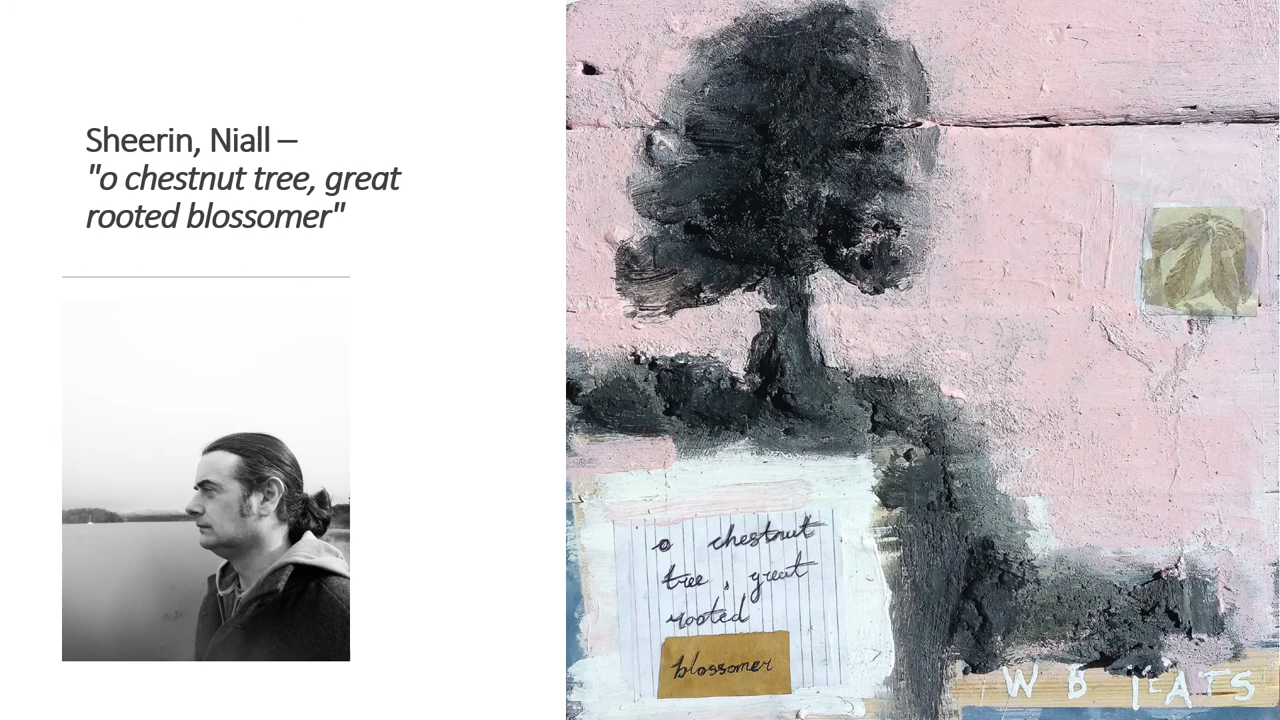 Sheerin, Niall –
"o chestnut tree, great
rooted blossomer"
o chestnut
tree, great
rooted
blossomer
W B YEATS